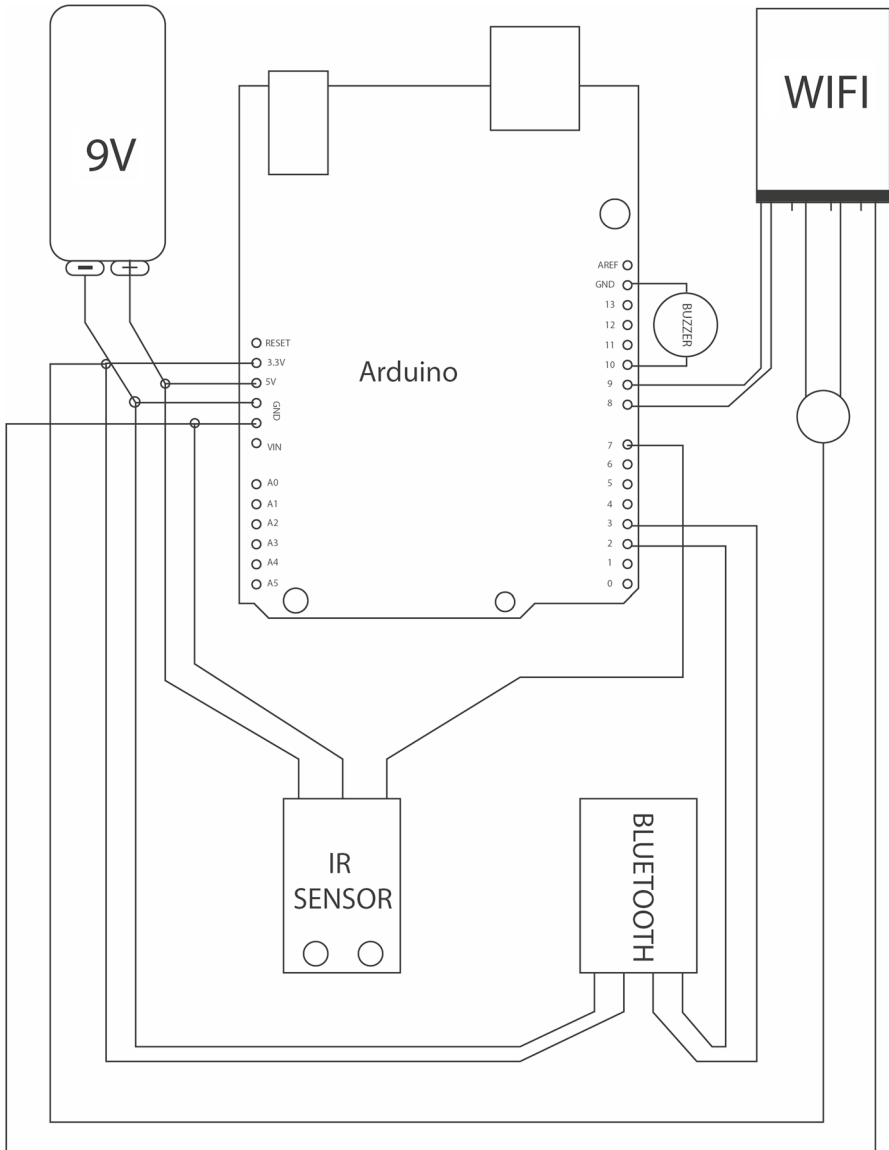 9V
WIFI
Arduino
RESET
3.3V
5V
GND
VIN
A0
A1
A2
A3
A4
A5
AREF
GND
13
12
11
10
9
8
7
6
5
4
3
2
1
0
BUZZER
IR
SENSOR
BLUETOOTH